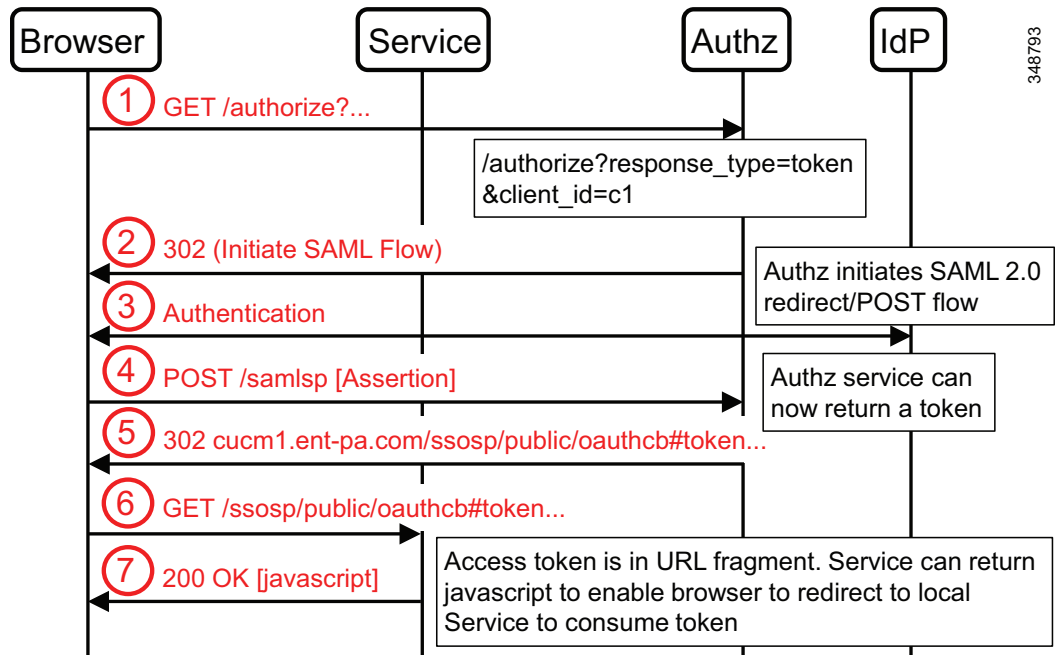 Browser
Service
Authz
IdP
348793
1 GET /authorize?...
/authorize?response_type=token
&client_id=c1
2 302 (Initiate SAML Flow)
Authz initiates SAML 2.0
redirect/POST flow
3 Authentication
4 POST /samlsp [Assertion]
Authz service can
now return a token
5 302 cucm1.ent-pa.com/ssosp/public/oauthcb#token...
6 GET /ssosp/public/oauthcb#token...
Access token is in URL fragment. Service can return
javascript to enable browser to redirect to local
Service to consume token
7 200 OK [javascript]